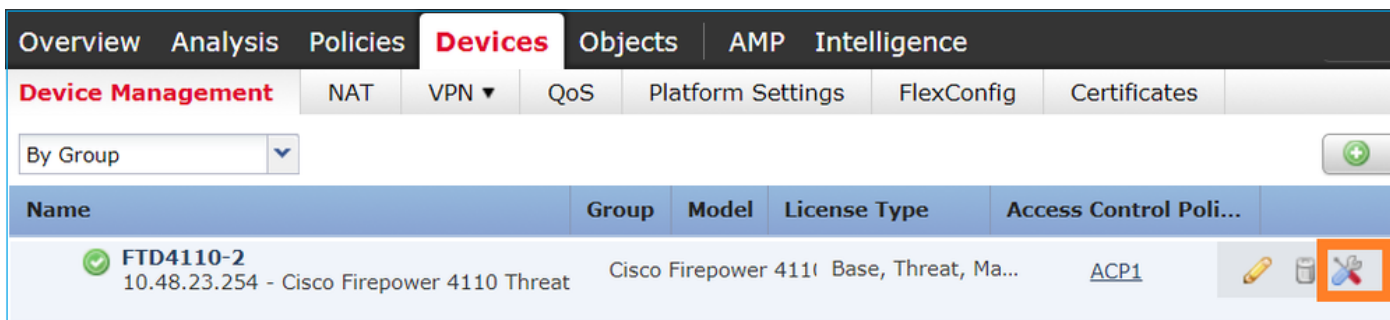 Overview Analysis Policies Devices Objects AMP Intelligence
Device Management NAT VPN ▼ QoS Platform Settings FlexConfig Certificates
By Group
Name Group Model License Type Access Control Poli...
FTD4110-2
10.48.23.254 - Cisco Firepower 4110 Threat Cisco Firepower 411 Base, Threat, Ma... ACP1